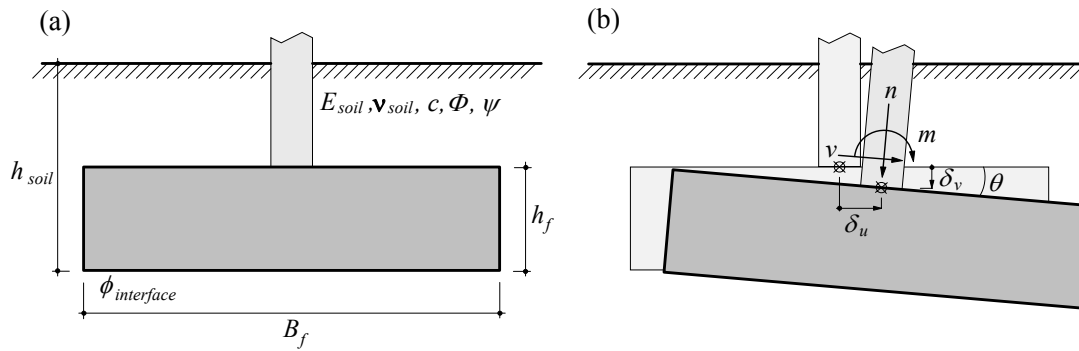 (a)
E_soil, ν_soil, c, Φ, ψ
h_soil
h_f
ϕ_interface
B_f
(b)
n
m
v
δ_v
θ
δ_u